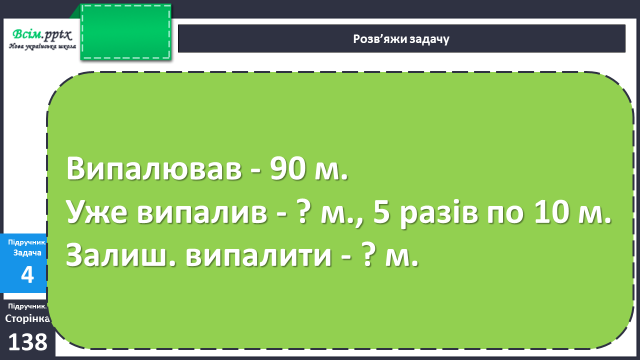 Всім.pptx
Нова українська школа
Розв’яжи задачу
Випалював - 90 м.
Уже випалив - ? м., 5 разів по 10 м.
Залиш. випалити - ? м.
Підручник
Задача
4
Підручник.
Сторінка
138